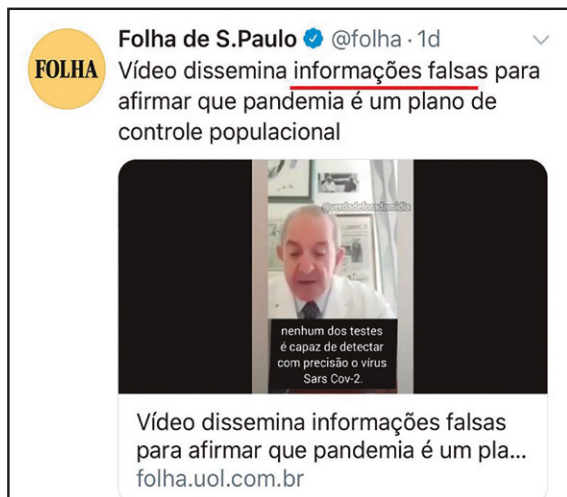 FOLHA
Folha de S.Paulo @folha · 1d
Vídeo dissemina informações falsas para
afirmar que pandemia é um plano de
controle populacional
@verdadeforadamidia
nenhum dos testes
é capaz de detectar
com precisão o vírus
Sars Cov-2.
Vídeo dissemina informações falsas
para afirmar que pandemia é um pla...
folha.uol.com.br